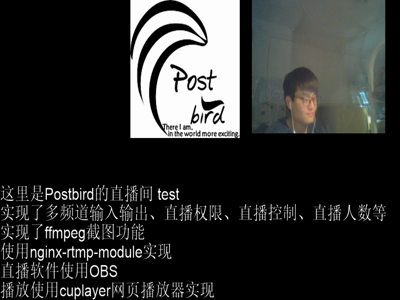 Post
bird
There I am,
in the world more exciting.
这里是Postbird的直播间 test
实现了多频道输入输出、直播权限、直播控制、直播人数等
实现了ffmpeg截图功能
使用nginx-rtmp-module实现
直播软件使用OBS
播放使用cuplayer网页播放器实现